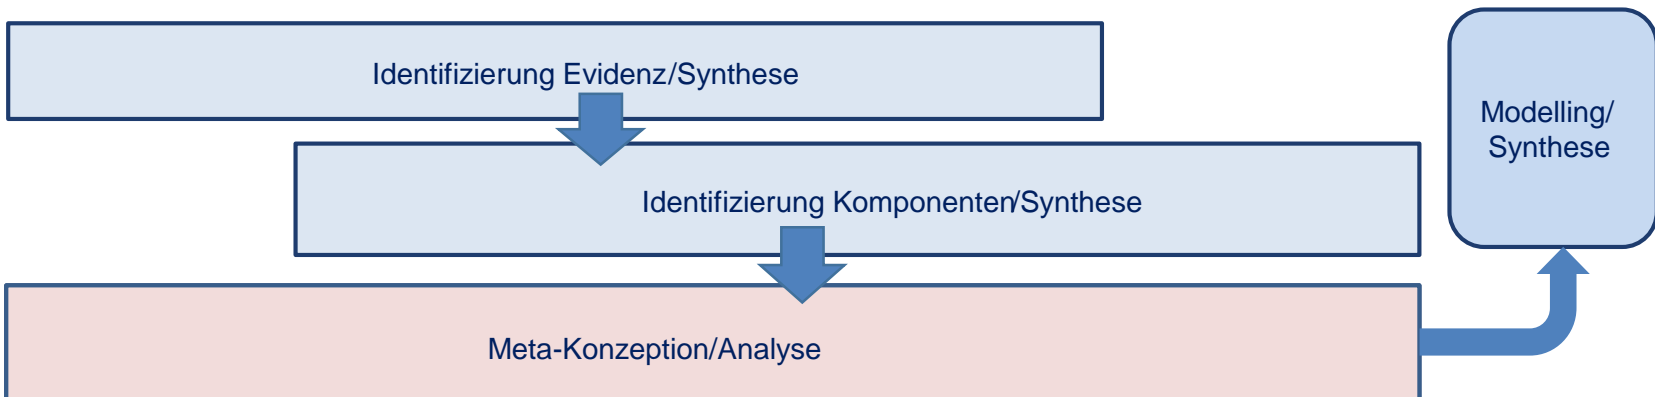 Identifizierung Evidenz/Synthese
Modelling/
Synthese
Identifizierung Komponenten/Synthese
Meta-Konzeption/Analyse